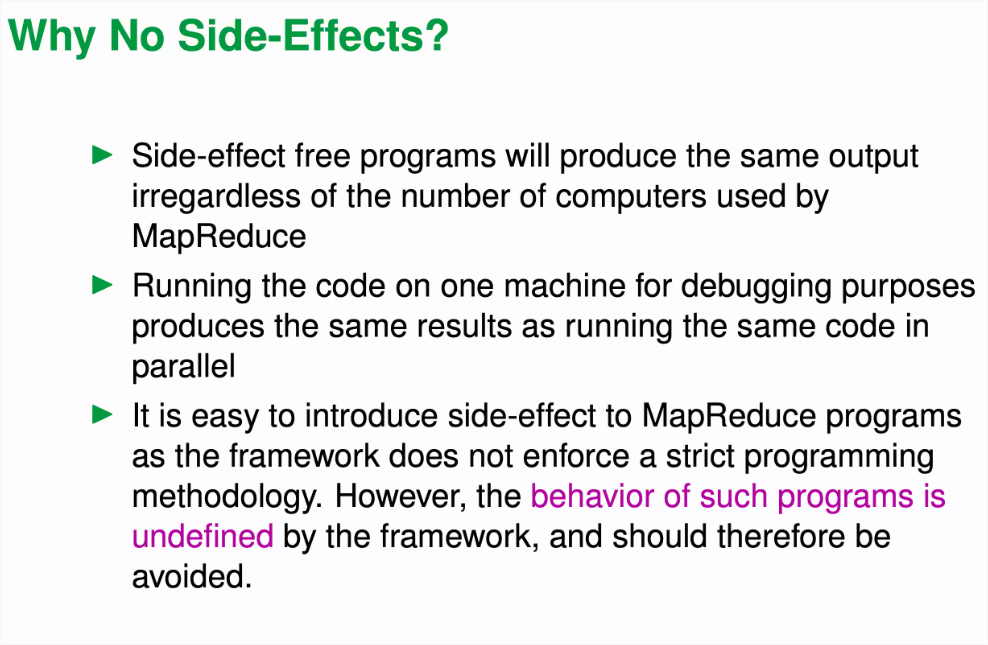 Why No Side-Effects?
▶ Side-effect free programs will produce the same output
irregardless of the number of computers used by
MapReduce
▶ Running the code on one machine for debugging purposes
produces the same results as running the same code in
parallel
▶ It is easy to introduce side-effect to MapReduce programs
as the framework does not enforce a strict programming
methodology. However, the behavior of such programs is
undefined by the framework, and should therefore be
avoided.